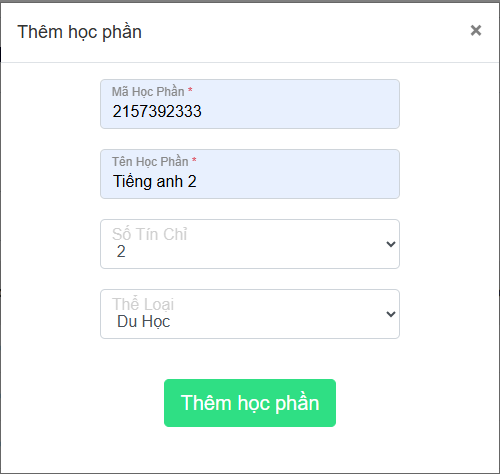 Thêm học phần ×
Mã Học Phần *
2157392333
Tên Học Phần *
Tiếng anh 2
Số Tín Chỉ
2
Thể Loại
Du Học
Thêm học phần